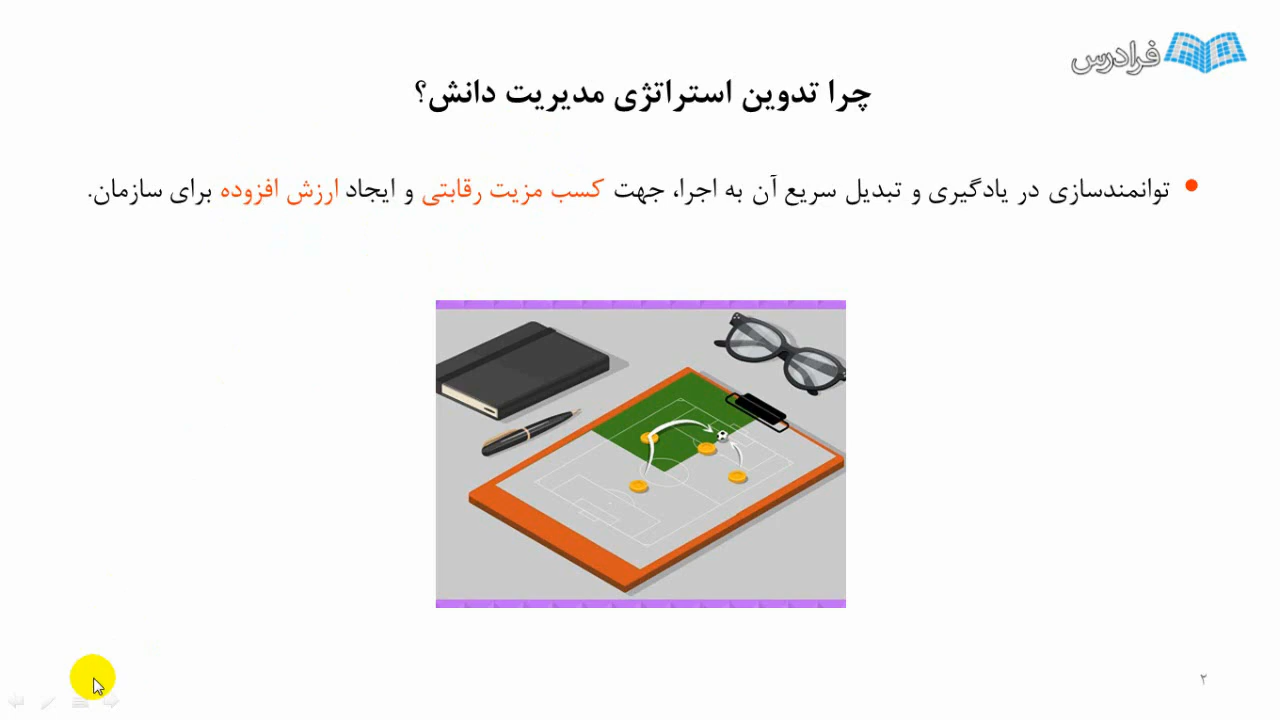 فرادرس
چرا تدوین استراتژی مدیریت دانش؟
توانمندسازی در یادگیری و تبدیل سریع آن به اجرا، جهت کسب مزیت رقابتی و ایجاد ارزش افزوده برای سازمان.
۲